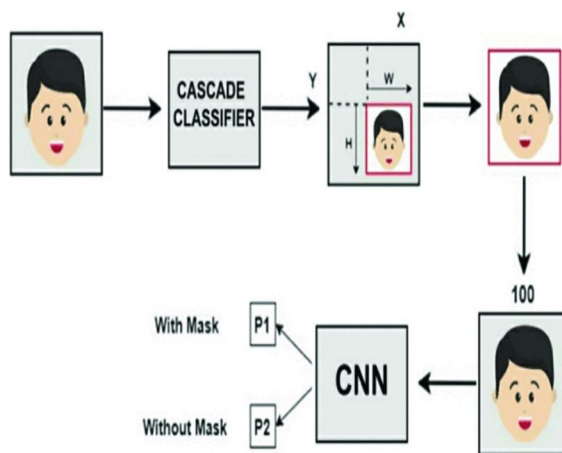 X
CASCADE
CLASSIFIER
Y
W
H
100
With Mask
P1
CNN
Without Mask
P2